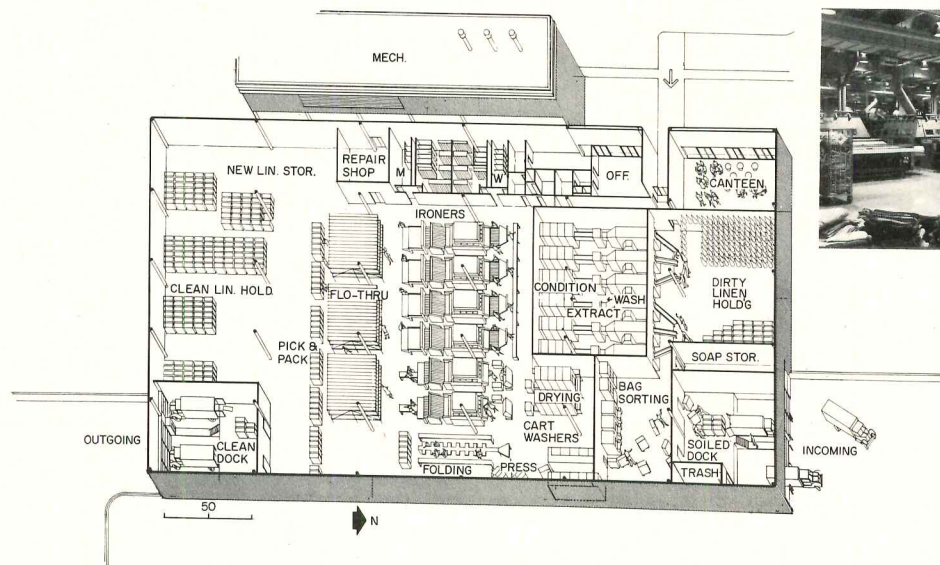 MECH.
NEW LIN. STOR.
REPAIR
SHOP
M
W
OFF.
CANTEEN
IRONERS
CLEAN LIN. HOLD.
FLO-THRU
CONDITION
WASH
EXTRACT
DIRTY
LINEN
HOLDG
PICK &
PACK
SOAP STOR.
DRYING
BAG
SORTING
CART
WASHERS
OUTGOING
CLEAN
DOCK
SOILED
DOCK
INCOMING
FOLDING
PRESS
TRASH
50
N